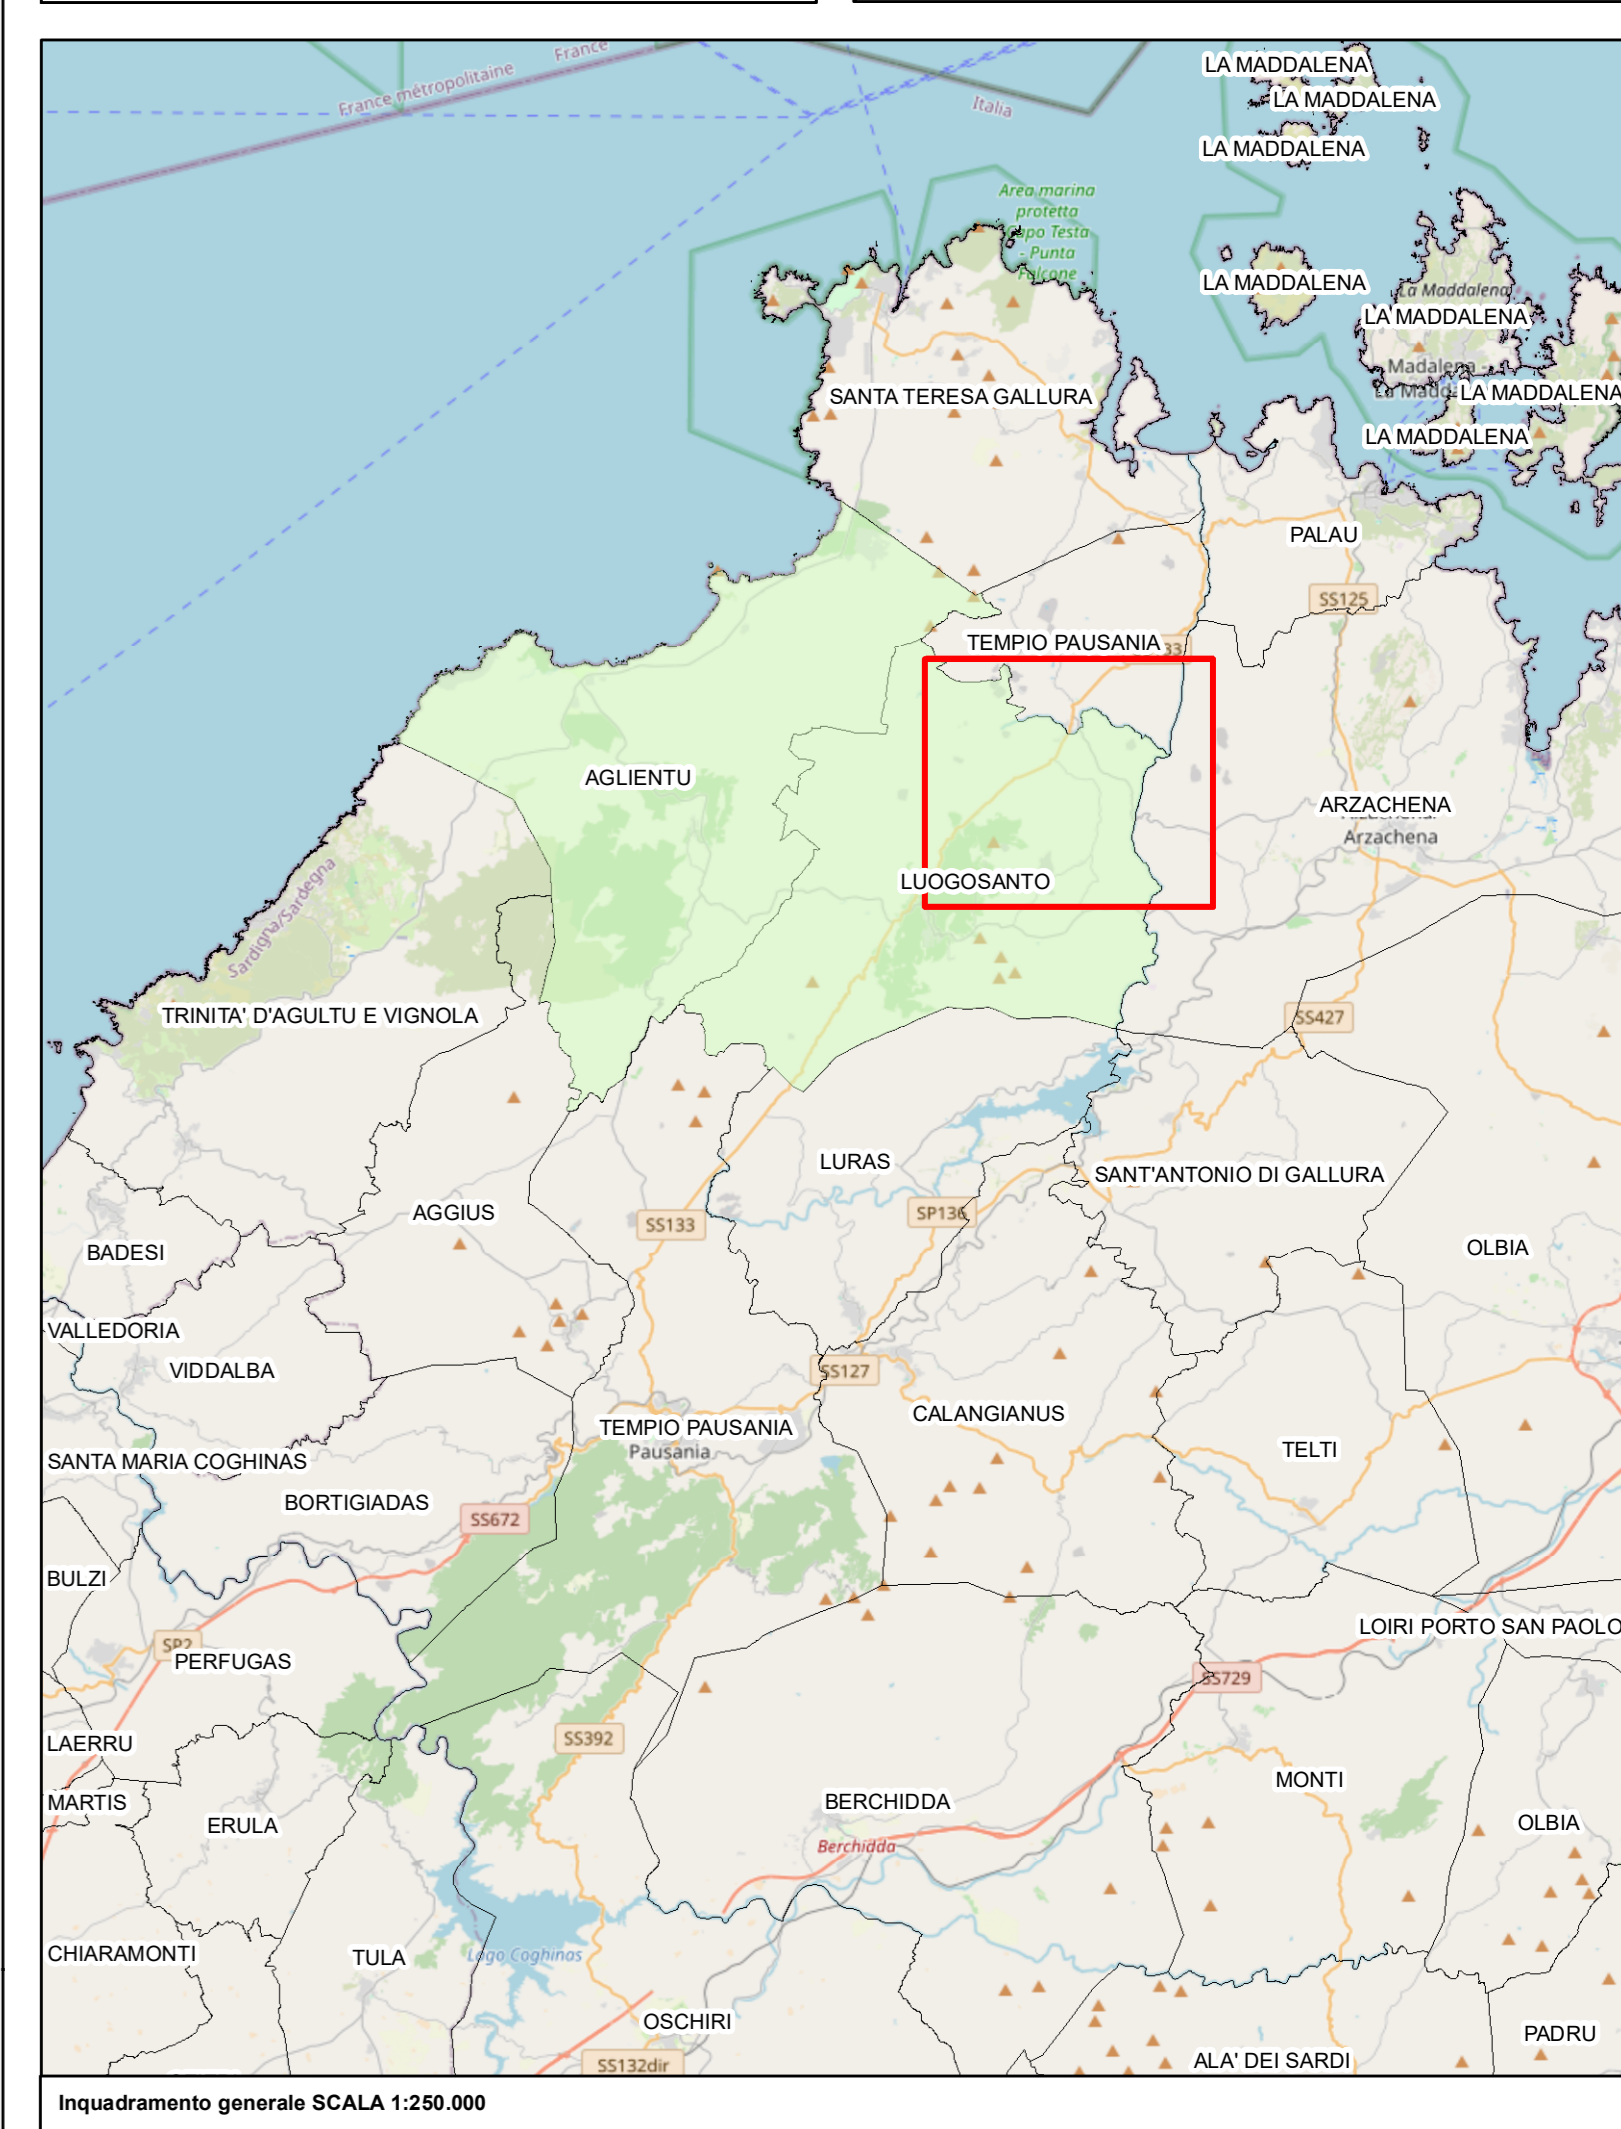 France
France métropolitaine
Italia
LA MADDALENA
LA MADDALENA
LA MADDALENA
Area marina
protetta
Capo Testa
- Punta
Falcone
LA MADDALENA
La Maddalena
LA MADDALENA
Madalena -
LA MADDALENA
SANTA TERESA GALLURA
LA MADDALENA
PALAU
SS125
TEMPIO PAUSANIA
33
AGLIENTU
ARZACHENA
Arzachena
LUOGOSANTO
Sardigna/Sardegna
TRINITA' D'AGULTU E VIGNOLA
SS427
LURAS
SANT'ANTONIO DI GALLURA
AGGIUS
SP136
SS133
BADESI
OLBIA
VALLEDORIA
VIDDALBA
SS127
CALANGIANUS
TEMPIO PAUSANIA
Pausania
TELTI
SANTA MARIA COGHINAS
BORTIGIADAS
SS672
BULZI
LOIRI PORTO SAN PAOLO
SP2
PERFUGAS
SS729
SS392
LAERRU
MONTI
MARTIS
BERCHIDDA
ERULA
OLBIA
Berchidda
CHIARAMONTI
TULA
Lago Coghinas
OSCHIRI
PADRU
SS132dir
ALA' DEI SARDI
Inquadramento generale SCALA 1:250.000